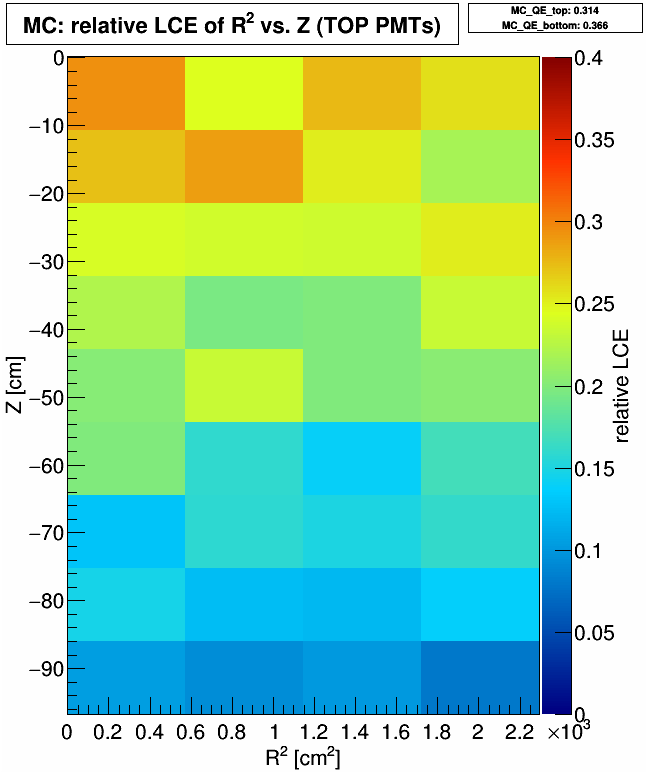 MC: relative LCE of R² vs. Z (TOP PMTs)
MC_QE_top: 0.314
MC_QE_bottom: 0.366
0
−10
−20
−30
−40
−50
−60
−70
−80
−90
Z [cm]
0 0.2 0.4 0.6 0.8 1 1.2 1.4 1.6 1.8 2 2.2 ×10³
R² [cm²]
0.4
0.35
0.3
0.25
0.2
0.15
0.1
0.05
0
relative LCE